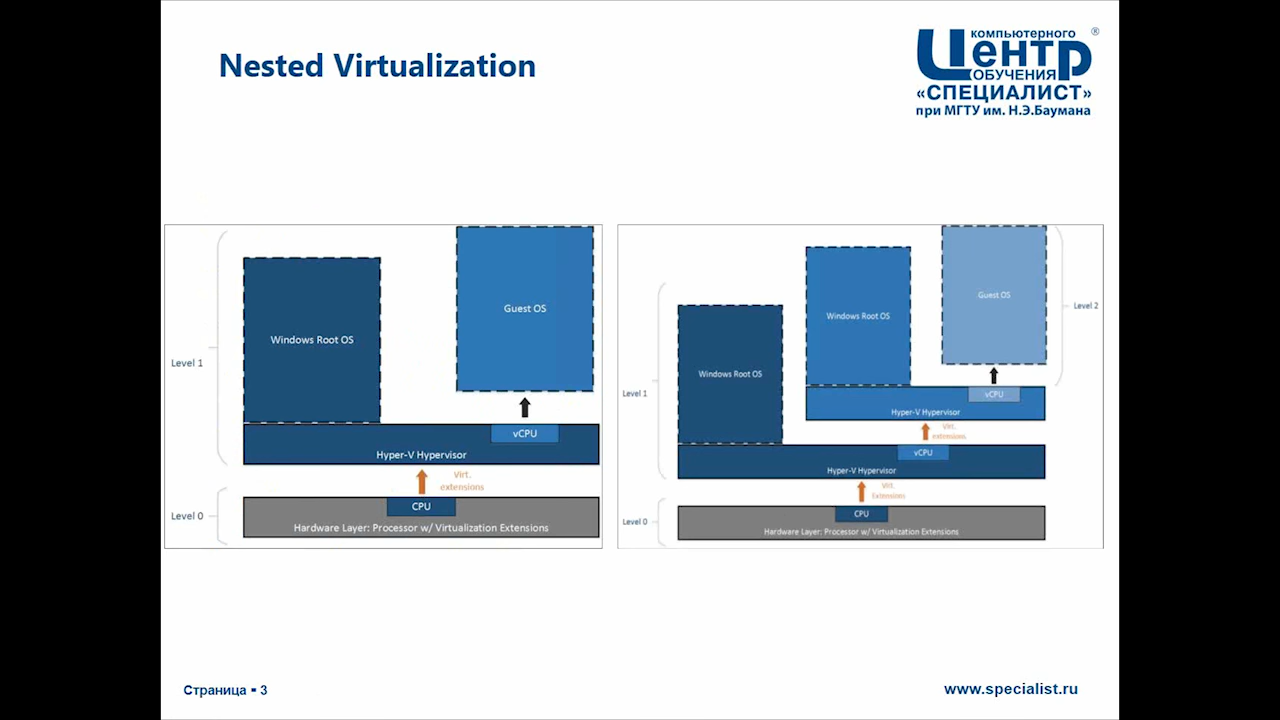 Nested Virtualization
компьютерного
®
Центр
ОБУЧЕНИЯ
«СПЕЦИАЛИСТ»
при МГТУ им. Н.Э.Баумана
Guest OS
Windows Root OS
Level 1
vCPU
Hyper-V Hypervisor
Virt.
extensions
CPU
Level 0
Hardware Layer: Processor w/ Virtualization Extensions
Guest OS
Level 2
Windows Root OS
Windows Root OS
Level 1
vCPU
Hyper-V Hypervisor
Virt.
extensions
vCPU
Hyper-V Hypervisor
Virt.
Extensions
CPU
Level 0
Hardware Layer: Processor w/ Virtualization Extensions
Страница ▪ 3
www.specialist.ru